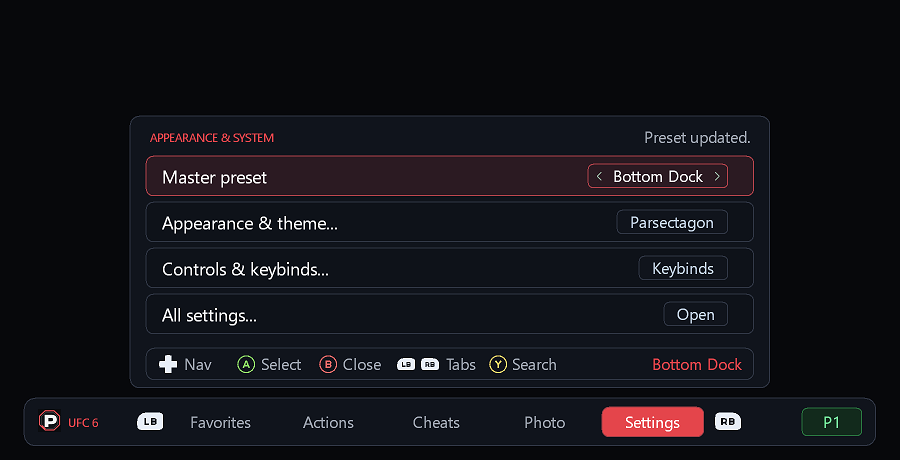 APPEARANCE & SYSTEM Preset updated.
Master preset < Bottom Dock >
Appearance & theme... Parsectagon
Controls & keybinds... Keybinds
All settings... Open
Nav A Select B Close LB RB Tabs Y Search Bottom Dock
P UFC 6 LB Favorites Actions Cheats Photo Settings RB P1